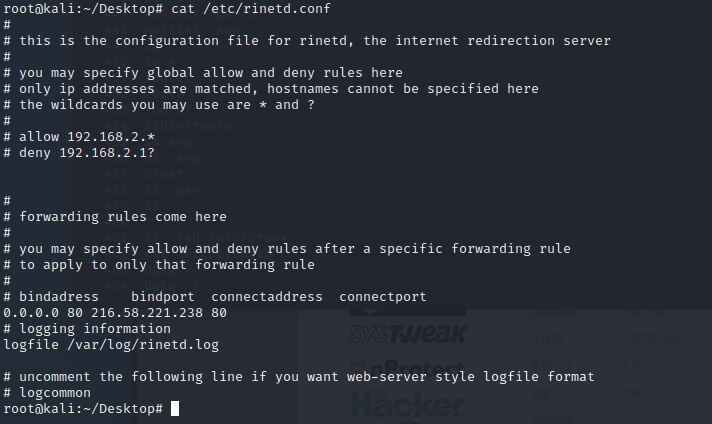 root@kali:~/Desktop# cat /etc/rinetd.conf
#
# this is the configuration file for rinetd, the internet redirection server
#
# you may specify global allow and deny rules here
# only ip addresses are matched, hostnames cannot be specified here
# the wildcards you may use are * and ?
#
# allow 192.168.2.*
# deny 192.168.2.1?
#
# forwarding rules come here
#
# you may specify allow and deny rules after a specific forwarding rule
# to apply to only that forwarding rule
#
# bindadress    bindport  connectaddress  connectport
0.0.0.0 80 216.58.221.238 80
# logging information
logfile /var/log/rinetd.log
# uncomment the following line if you want web-server style logfile format
# logcommon
root@kali:~/Desktop#
SYSTWEAK
nProtect
Hacker